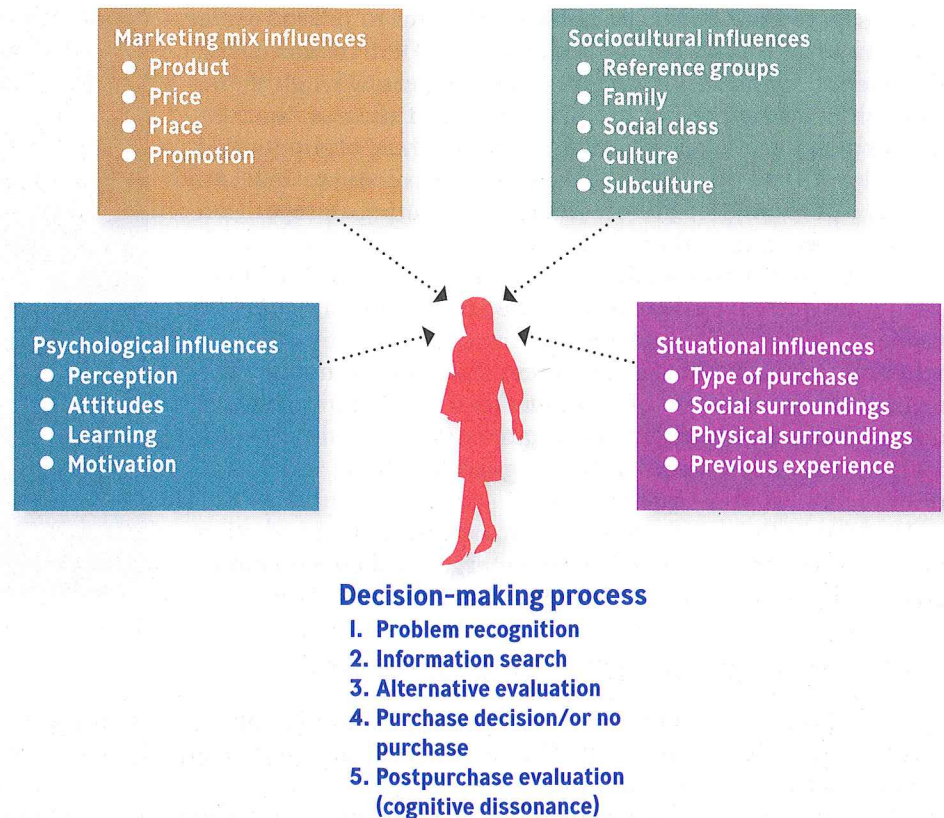 Marketing mix influences
● Product
● Price
● Place
● Promotion
Sociocultural influences
● Reference groups
● Family
● Social class
● Culture
● Subculture
Psychological influences
● Perception
● Attitudes
● Learning
● Motivation
Situational influences
● Type of purchase
● Social surroundings
● Physical surroundings
● Previous experience
Decision-making process
1. Problem recognition
2. Information search
3. Alternative evaluation
4. Purchase decision/or no
purchase
5. Postpurchase evaluation
(cognitive dissonance)